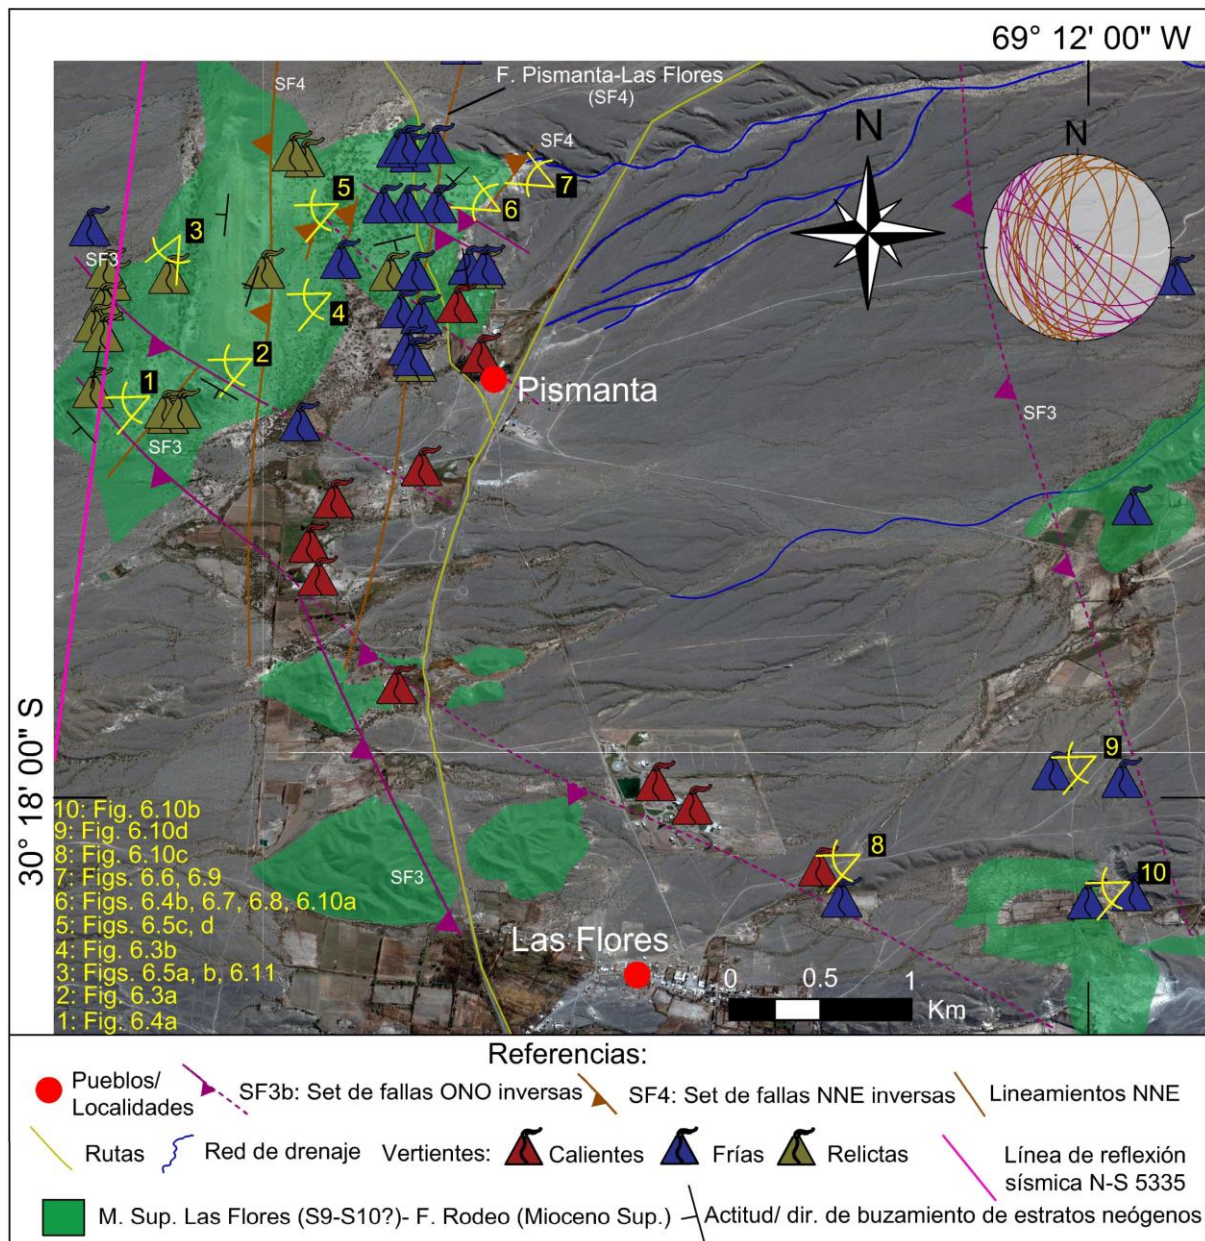 69° 12' 00" W
F. Pismanta-Las Flores
(SF4)
SF4
N
N
SF4
3
5
7
6
SF3
4
2
1
SF3
Pismanta
SF3
30° 18' 00" S
9
8
10
SF3
Las Flores
10: Fig. 6.10b
9: Fig. 6.10d
8: Fig. 6.10c
7: Figs. 6.6, 6.9
6: Figs. 6.4b, 6.7, 6.8, 6.10a
5: Figs. 6.5c, d
4: Fig. 6.3b
3: Figs. 6.5a, b, 6.11
2: Fig. 6.3a
1: Fig. 6.4a
0 0.5 1
Km
Referencias:
Pueblos/
Localidades
SF3b: Set de fallas ONO inversas
SF4: Set de fallas NNE inversas
Lineamientos NNE
Rutas
Red de drenaje
Vertientes:
Calientes
Frías
Relictas
Línea de reflexión
sísmica N-S 5335
M. Sup. Las Flores (S9-S10?)- F. Rodeo (Mioceno Sup.)
Actitud/ dir. de buzamiento de estratos neógenos